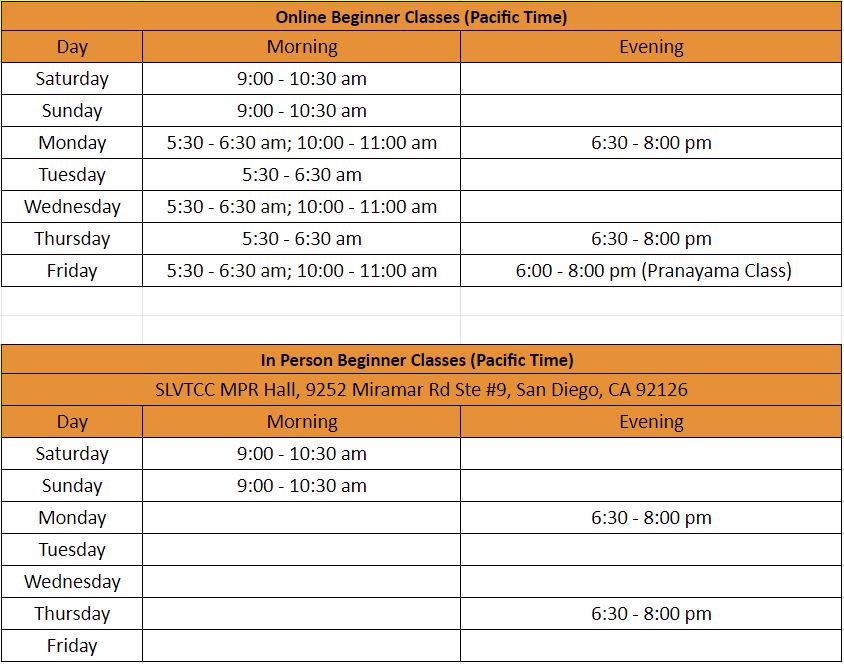 Online Beginner Classes (Pacific Time)
Day Morning Evening
Saturday 9:00 - 10:30 am
Sunday 9:00 - 10:30 am
Monday 5:30 - 6:30 am; 10:00 - 11:00 am 6:30 - 8:00 pm
Tuesday 5:30 - 6:30 am
Wednesday 5:30 - 6:30 am; 10:00 - 11:00 am
Thursday 5:30 - 6:30 am 6:30 - 8:00 pm
Friday 5:30 - 6:30 am; 10:00 - 11:00 am 6:00 - 8:00 pm (Pranayama Class)
In Person Beginner Classes (Pacific Time)
SLVTCC MPR Hall, 9252 Miramar Rd Ste #9, San Diego, CA 92126
Day Morning Evening
Saturday 9:00 - 10:30 am
Sunday 9:00 - 10:30 am
Monday 6:30 - 8:00 pm
Tuesday
Wednesday
Thursday 6:30 - 8:00 pm
Friday